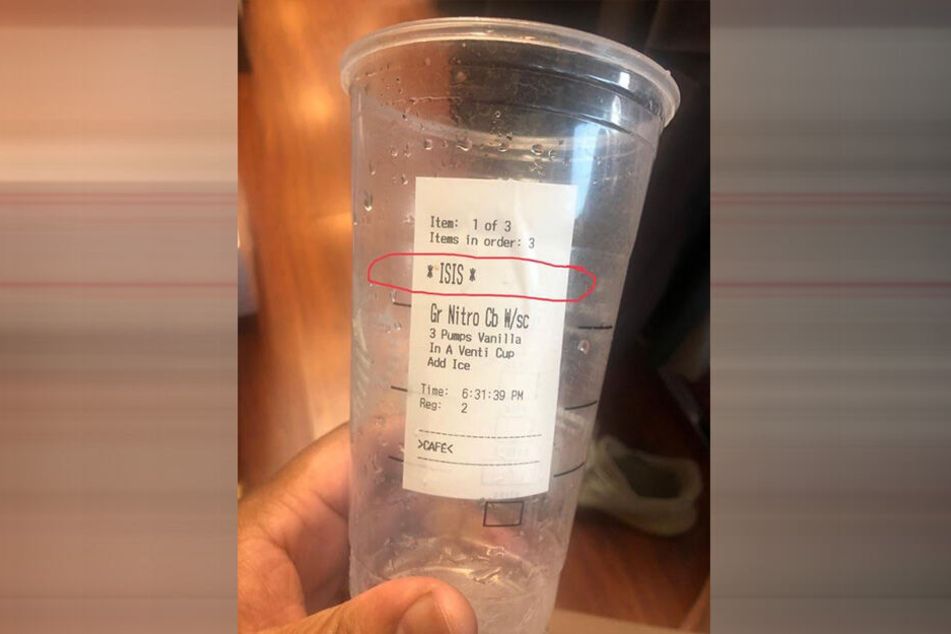 Item: 1 of 3
Items in order: 3
* ISIS *
Gr Nitro Cb W/sc
3 Pumps Vanilla
In A Venti Cup
Add Ice
Time: 6:31:39 PM
Reg: 2
>CAFE<